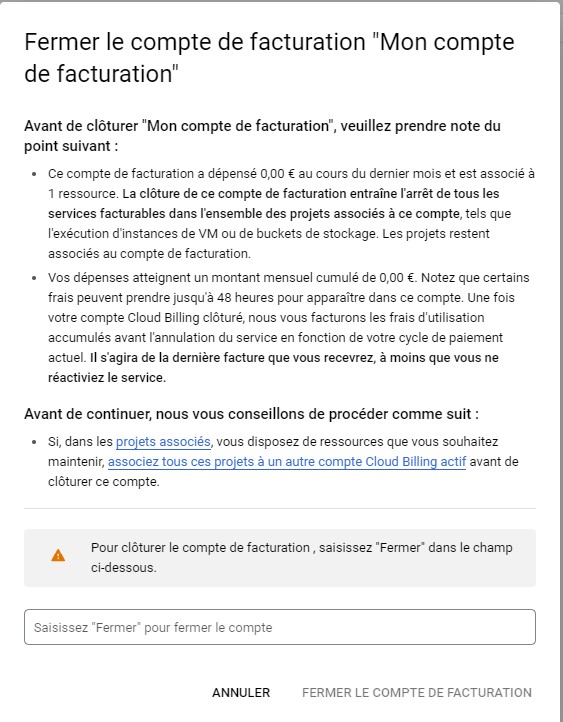 Fermer le compte de facturation "Mon compte
de facturation"
Avant de clôturer "Mon compte de facturation", veuillez prendre note du
point suivant :
• Ce compte de facturation a dépensé 0,00 € au cours du dernier mois et est associé à
1 ressource. La clôture de ce compte de facturation entraîne l'arrêt de tous les
services facturables dans l'ensemble des projets associés à ce compte, tels que
l'exécution d'instances de VM ou de buckets de stockage. Les projets restent
associés au compte de facturation.
• Vos dépenses atteignent un montant mensuel cumulé de 0,00 €. Notez que certains
frais peuvent prendre jusqu'à 48 heures pour apparaître dans ce compte. Une fois
votre compte Cloud Billing clôturé, nous vous facturons les frais d'utilisation
accumulés avant l'annulation du service en fonction de votre cycle de paiement
actuel. Il s'agira de la dernière facture que vous recevrez, à moins que vous ne
réactiviez le service.
Avant de continuer, nous vous conseillons de procéder comme suit :
• Si, dans les projets associés, vous disposez de ressources que vous souhaitez
maintenir, associez tous ces projets à un autre compte Cloud Billing actif avant de
clôturer ce compte.
Pour clôturer le compte de facturation , saisissez "Fermer" dans le champ
ci-dessous.
Saisissez "Fermer" pour fermer le compte
ANNULER FERMER LE COMPTE DE FACTURATION